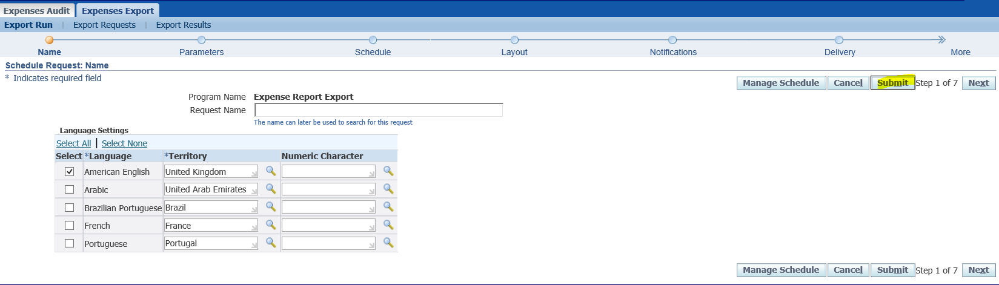 Expenses Audit Expenses Export
Export Run | Export Requests | Export Results
Name Parameters Schedule Layout Notifications Delivery More
Schedule Request: Name
* Indicates required field
Manage Schedule Cancel Submit Step 1 of 7 Next
Program Name Expense Report Export
Request Name
The name can later be used to search for this request
Language Settings
Select All | Select None
Select *Language *Territory Numeric Character
American English United Kingdom
Arabic United Arab Emirates
Brazilian Portuguese Brazil
French France
Portuguese Portugal
Manage Schedule Cancel Submit Step 1 of 7 Next